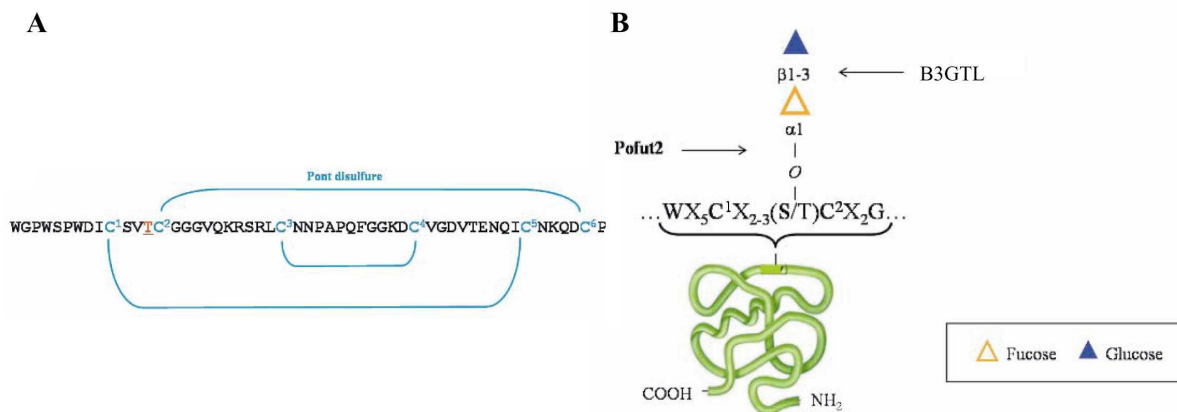 A
Pont disulfure
WGPWSPWDIC¹SVTC²GGGVQKRSRLC³NNPAPQFGGKDC⁴VGDVTENQIC⁵NKQDC⁶P
B
β1-3
B3GTL
α1
Pofut2
O
...WX₅C¹X₂₋₃(S/T)C²X₂G...
COOH
NH₂
Fucose
Glucose